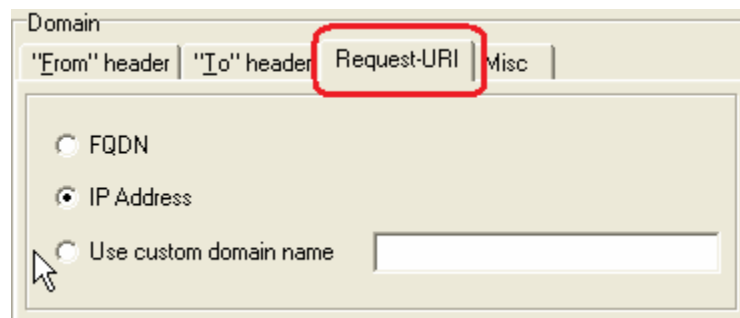 Domain
"From" header "To" header Request-URI Misc
FQDN
IP Address
Use custom domain name